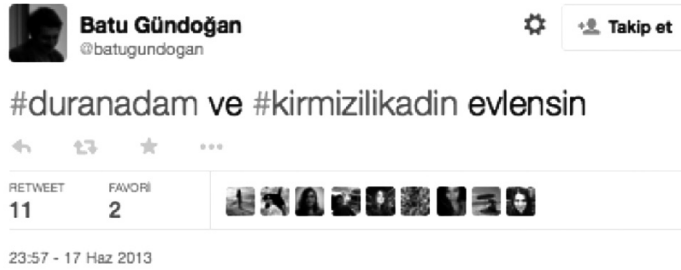 Batu Gündoğan
@batugundogan
Takip et
#duranadam ve #kirmizilikadin evlensin
RETWEET FAVORİ
11 2
23:57 - 17 Haz 2013